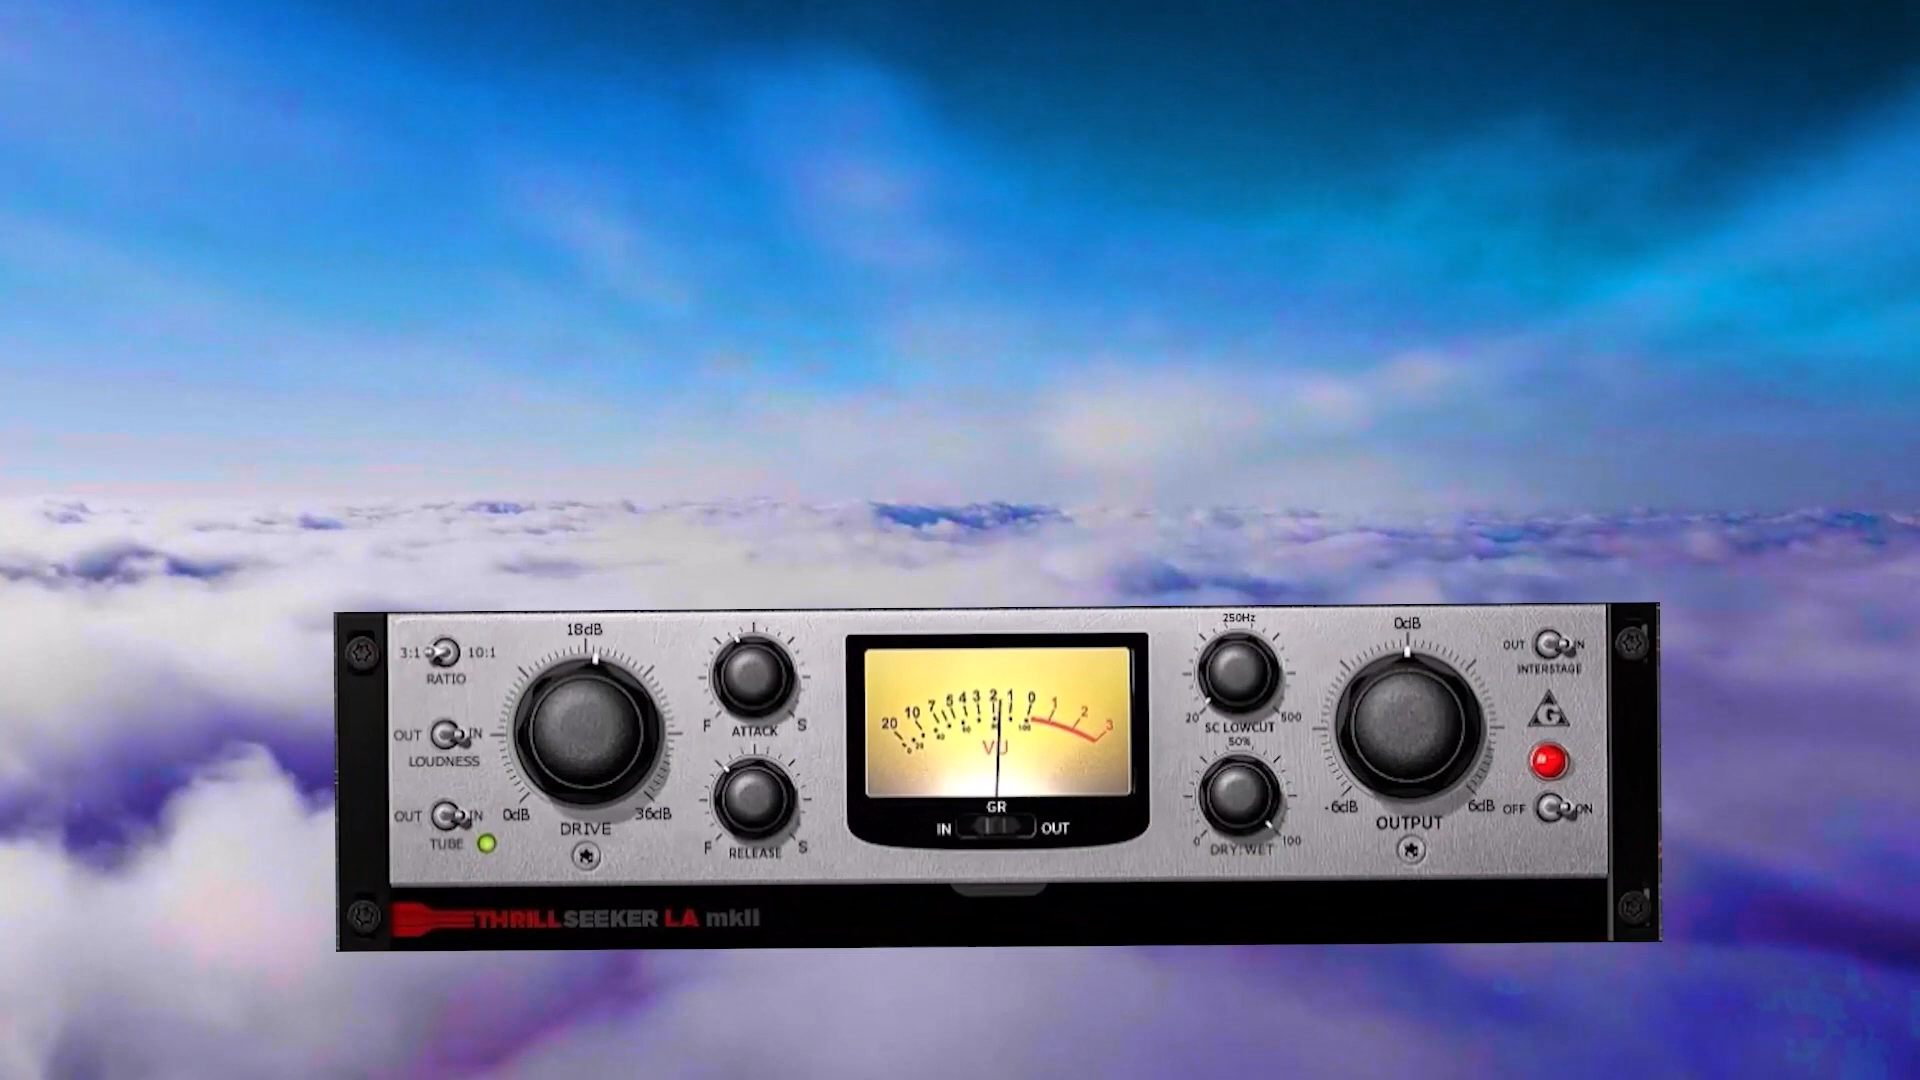 3:1 10:1
RATIO
OUT IN
LOUDNESS
OUT IN
TUBE
18dB
0dB 36dB
DRIVE
F S
ATTACK
F S
RELEASE
20 10 7 5 4 3 2 1 0 1 2 3
VU
GR
IN OUT
250Hz
20 500
SC LOWCUT
50%
0 100
DRY:WET
0dB
-6dB 6dB
OUTPUT
OUT IN
INTERSTAGE
G
OFF ON
THRILLSEEKER LA mkII